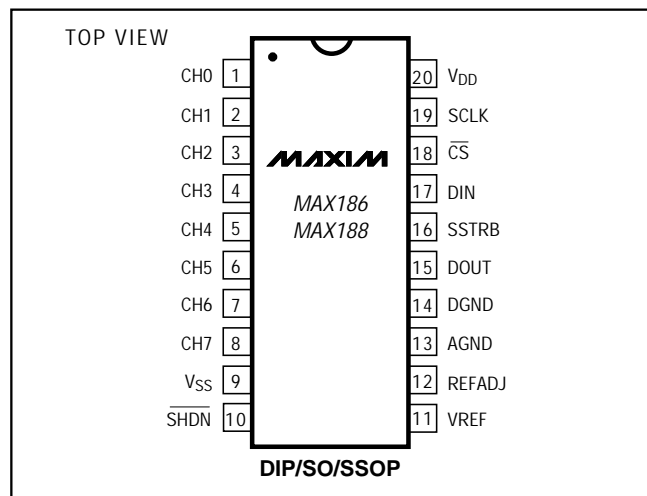 TOP VIEW
CH0 1 20 VDD
CH1 2 19 SCLK
CH2 3 MAXIM 18 CS
CH3 4 MAX186 17 DIN
CH4 5 MAX188 16 SSTRB
CH5 6 15 DOUT
CH6 7 14 DGND
CH7 8 13 AGND
VSS 9 12 REFADJ
SHDN 10 11 VREF
DIP/SO/SSOP